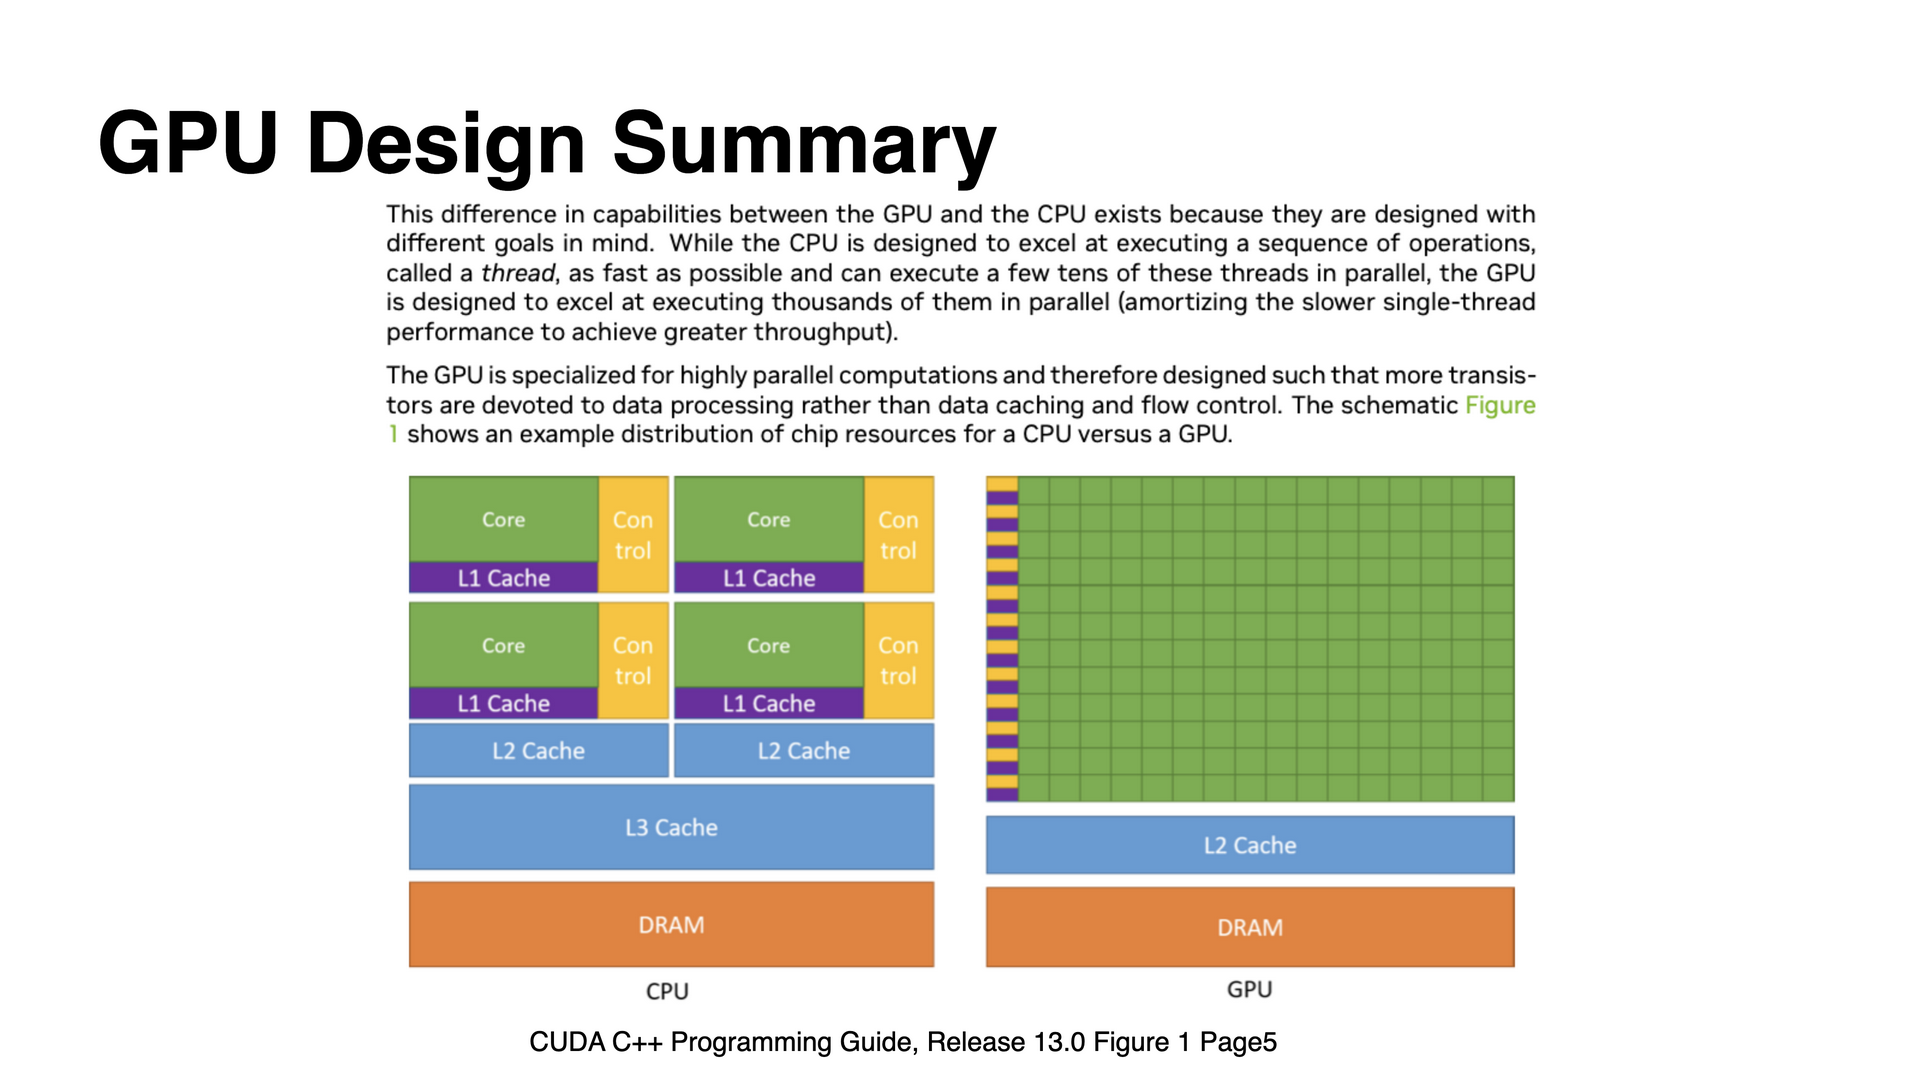 GPU Design Summary
This difference in capabilities between the GPU and the CPU exists because they are designed with
different goals in mind. While the CPU is designed to excel at executing a sequence of operations,
called a thread, as fast as possible and can execute a few tens of these threads in parallel, the GPU
is designed to excel at executing thousands of them in parallel (amortizing the slower single-thread
performance to achieve greater throughput).
The GPU is specialized for highly parallel computations and therefore designed such that more transis-
tors are devoted to data processing rather than data caching and flow control. The schematic Figure
1 shows an example distribution of chip resources for a CPU versus a GPU.
Core
Con
trol
L1 Cache
Core
Con
trol
L1 Cache
Core
Con
trol
L1 Cache
Core
Con
trol
L1 Cache
L2 Cache
L2 Cache
L3 Cache
DRAM
CPU
L2 Cache
DRAM
GPU
CUDA C++ Programming Guide, Release 13.0 Figure 1 Page5